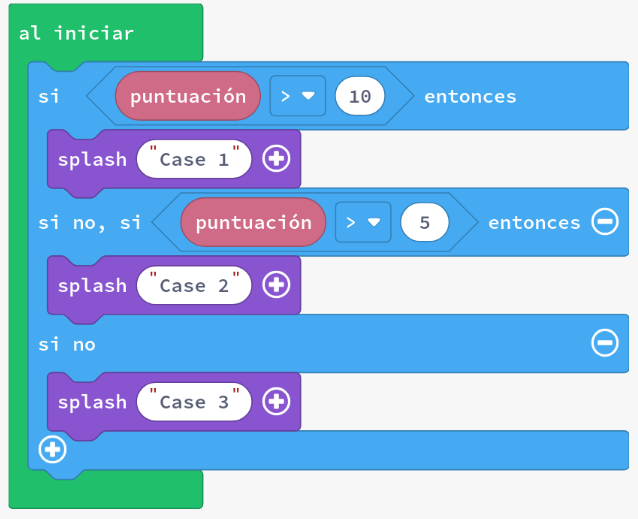 al iniciar
si puntuación > 10 entonces
splash "Case 1"
si no, si puntuación > 5 entonces
splash "Case 2"
si no
splash "Case 3"